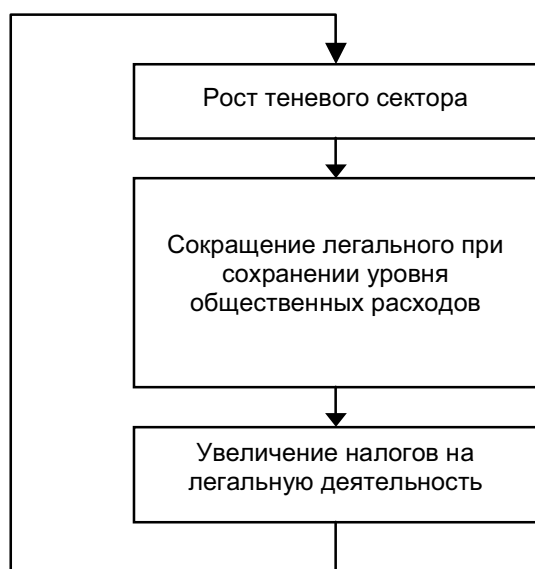 Рост теневого сектора
Сокращение легального при
сохранении уровня
общественных расходов
Увеличение налогов на
легальную деятельность